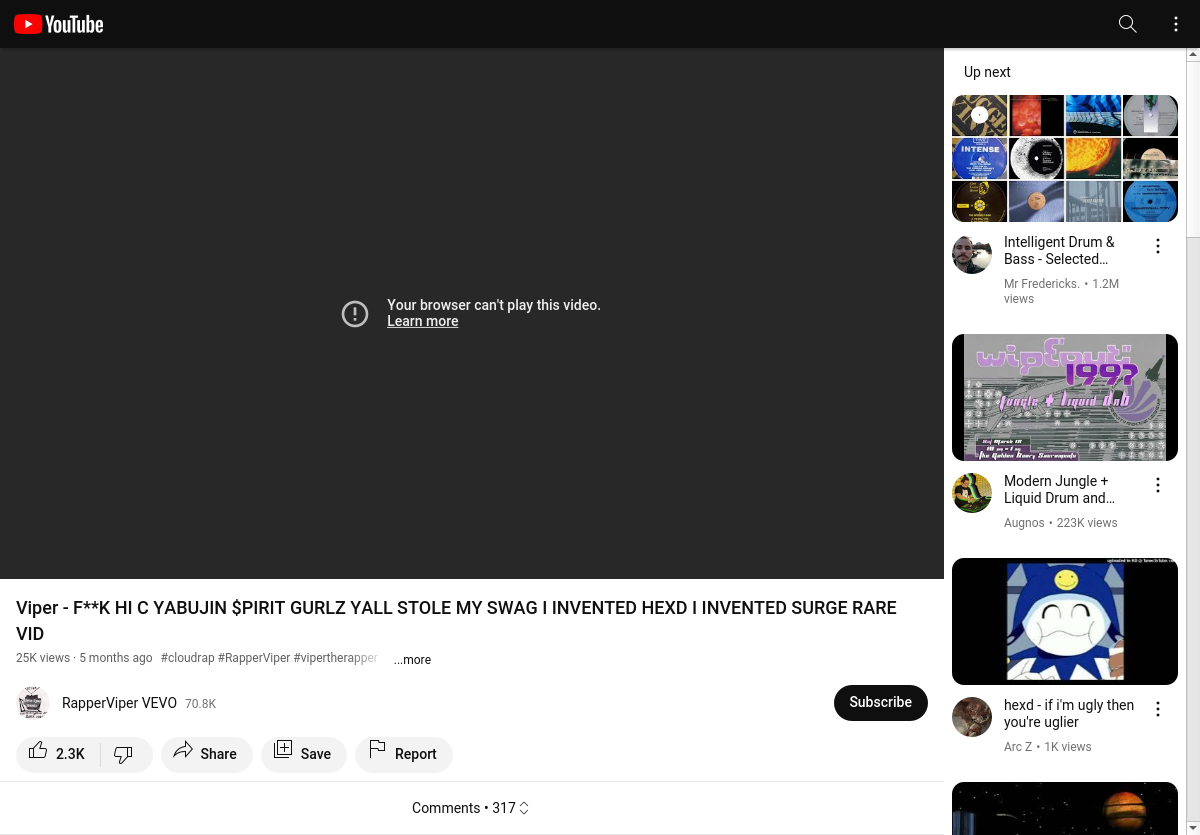 YouTube
Your browser can't play this video.
Learn more
Viper - F**K HI C YABUJIN $PIRIT GURLZ YALL STOLE MY SWAG I INVENTED HEXD I INVENTED SURGE RARE
VID
25K views · 5 months ago #cloudrap #RapperViper #vipertherapper ...more
RapperViper VEVO 70.8K
Subscribe
2.3K
Share
Save
Report
Comments • 317
Up next
INTENSE
Intelligent Drum &
Bass - Selected...
Mr Fredericks. • 1.2M
views
wipEout"
199?
Jungle + Liquid DnB
Modern Jungle +
Liquid Drum and...
Augnos • 223K views
hexd - if i'm ugly then
you're uglier
Arc Z • 1K views